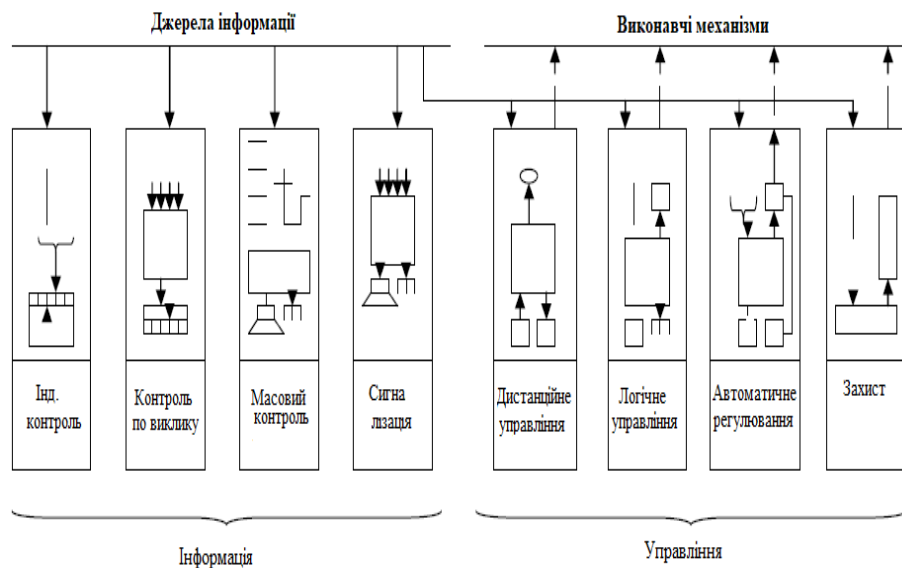 Джерела інформації
Виконавчі механізми
Інд.
контроль
Контроль
по виклику
Масовий
контроль
Сигна
лізація
Дистанційне
управління
Логічне
управління
Автоматичне
регулювання
Захист
Інформація
Управління